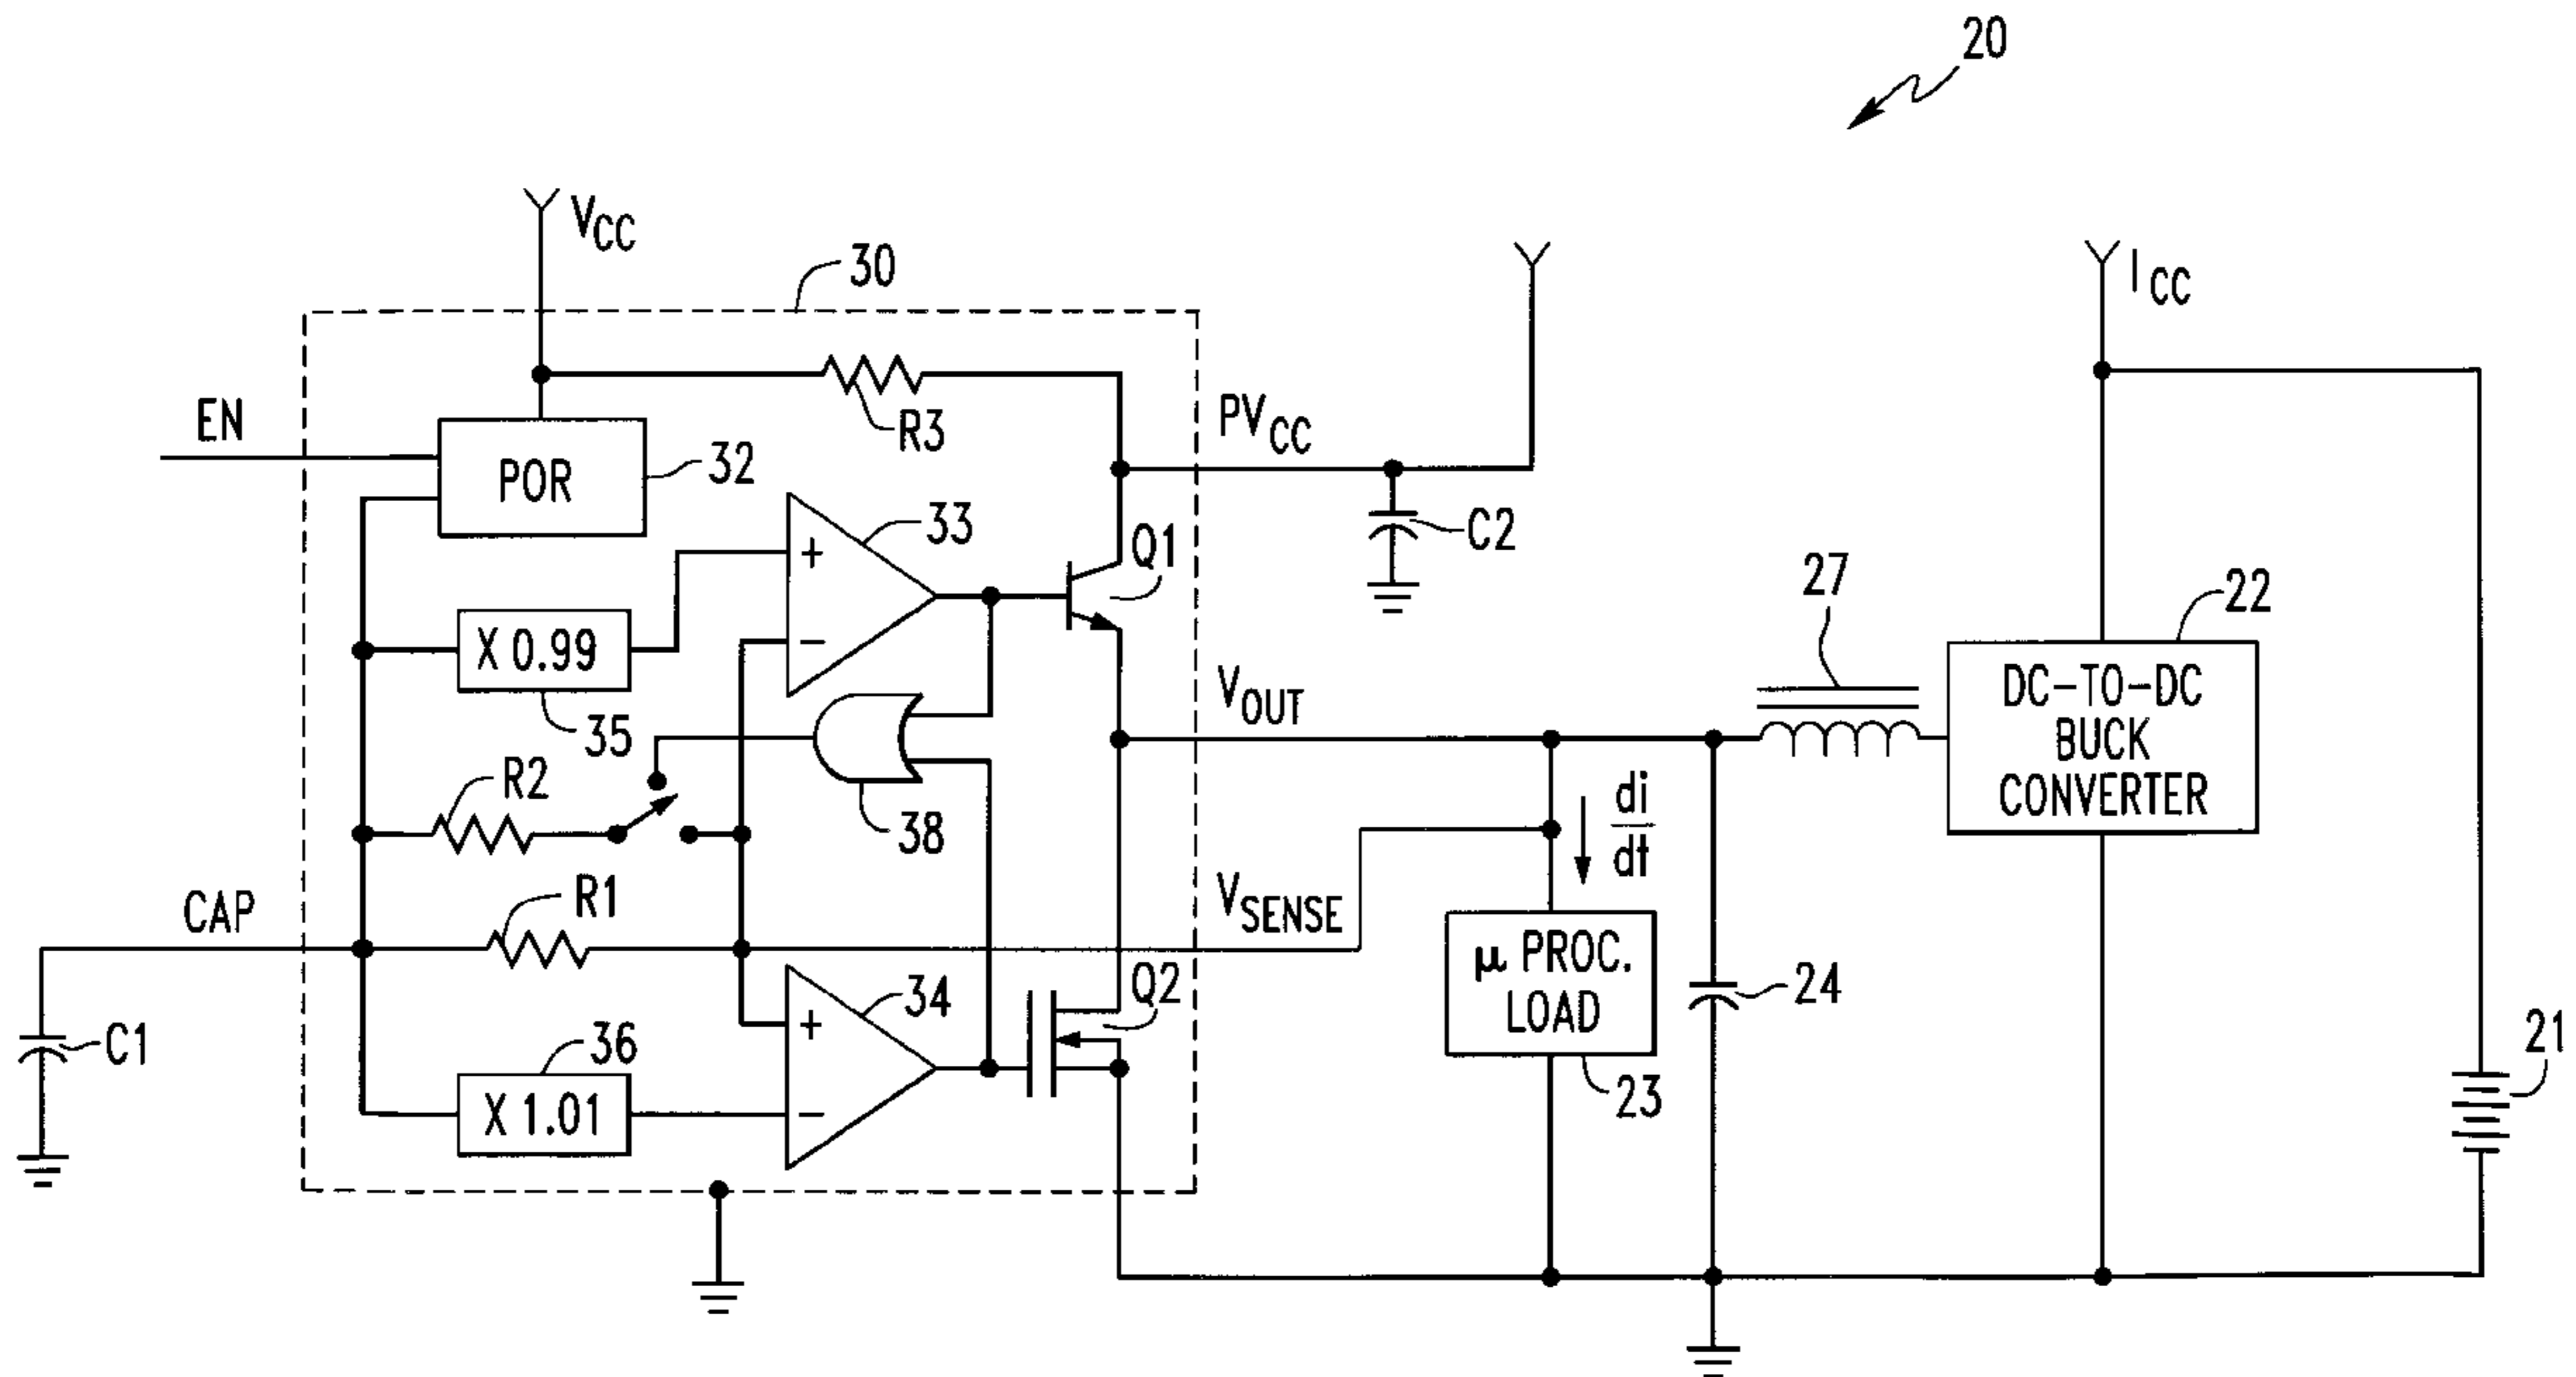 20
VCC
30
ICC
EN
POR
32
R3
PVCC
C2
33
+
−
Q1
X 0.99
35
27
22
DC-TO-DC
BUCK
CONVERTER
VOUT
R2
38
di
dt
CAP
R1
VSENSE
μ PROC.
LOAD
23
24
C1
36
X 1.01
34
+
−
Q2
21